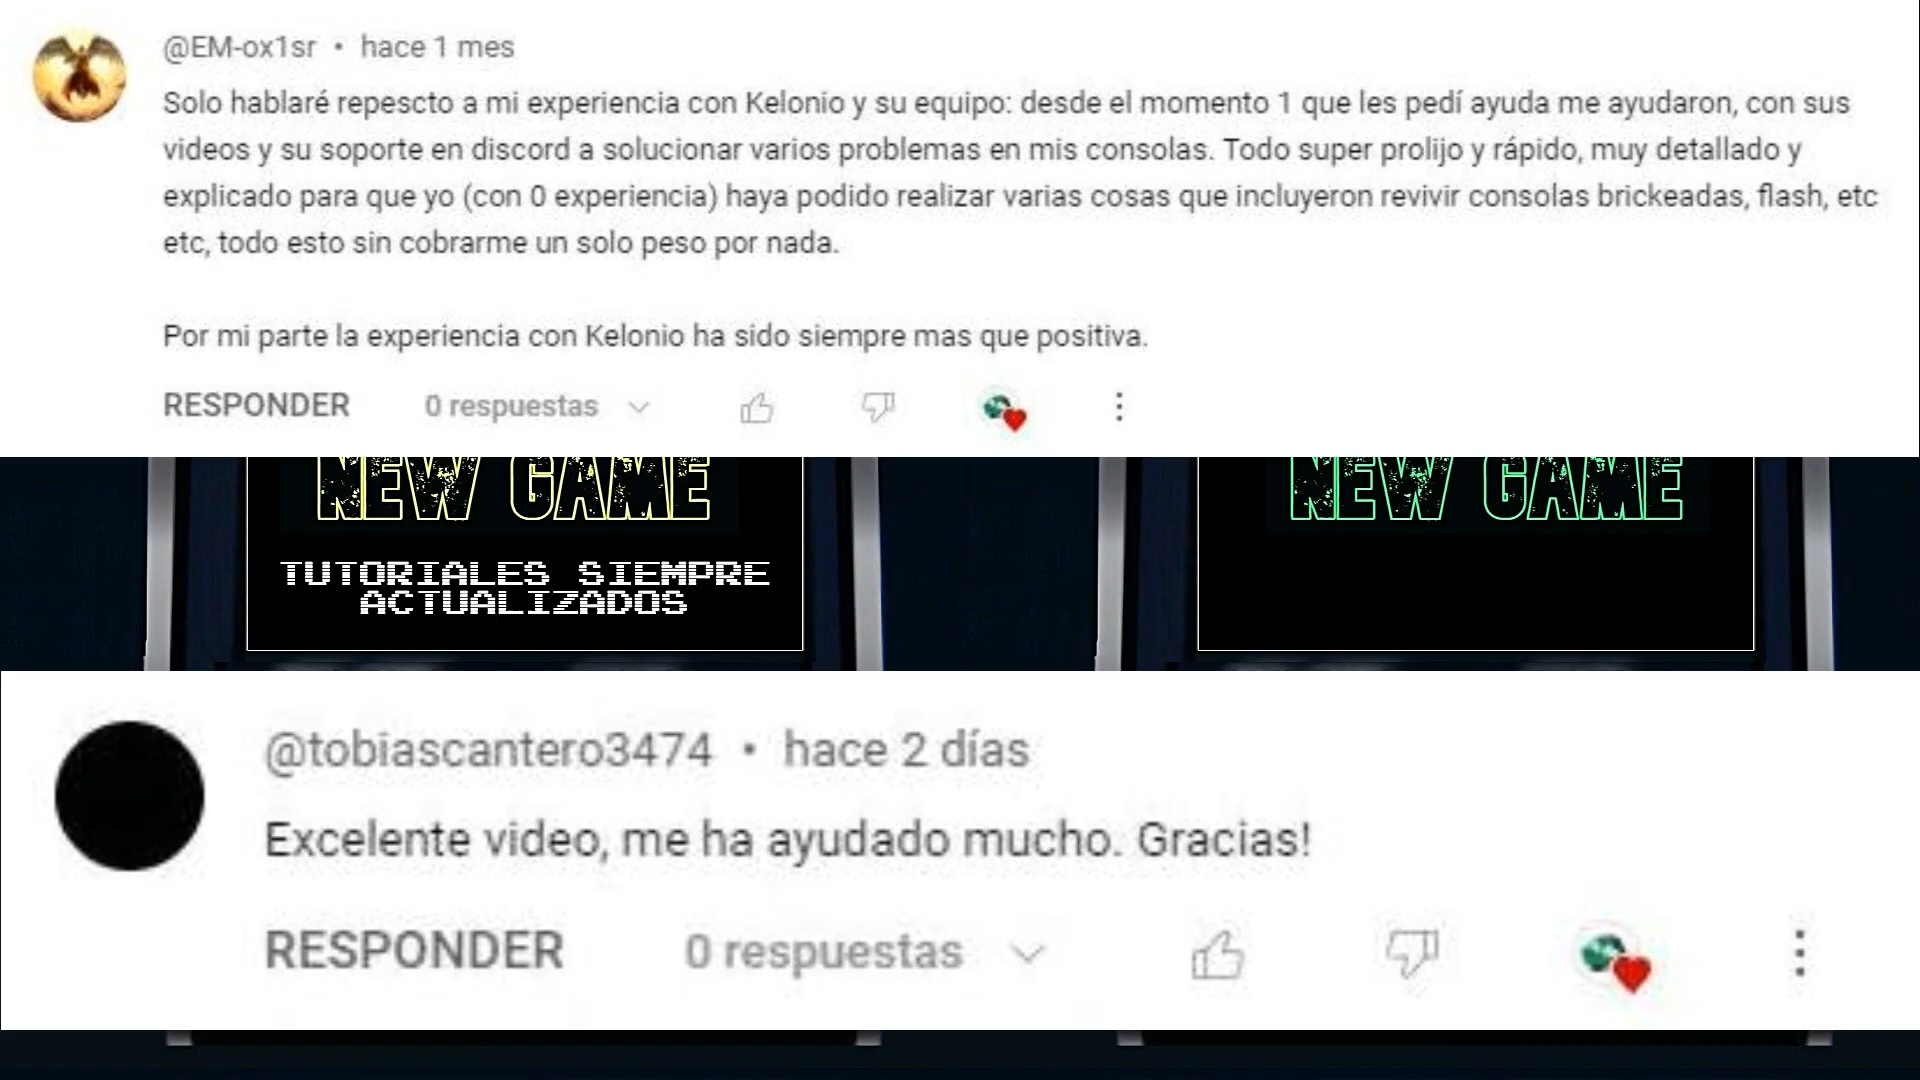 @EM-ox1sr • hace 1 mes
Solo hablaré repescto a mi experiencia con Kelonio y su equipo: desde el momento 1 que les pedí ayuda me ayudaron, con sus
videos y su soporte en discord a solucionar varios problemas en mis consolas. Todo super prolijo y rápido, muy detallado y
explicado para que yo (con 0 experiencia) haya podido realizar varias cosas que incluyeron revivir consolas brickeadas, flash, etc
etc, todo esto sin cobrarme un solo peso por nada.
Por mi parte la experiencia con Kelonio ha sido siempre mas que positiva.
RESPONDER 0 respuestas
NEW GAME
NEW GAME
TUTORIALES SIEMPRE
ACTUALIZADOS
@tobiascantero3474 • hace 2 días
Excelente video, me ha ayudado mucho. Gracias!
RESPONDER 0 respuestas